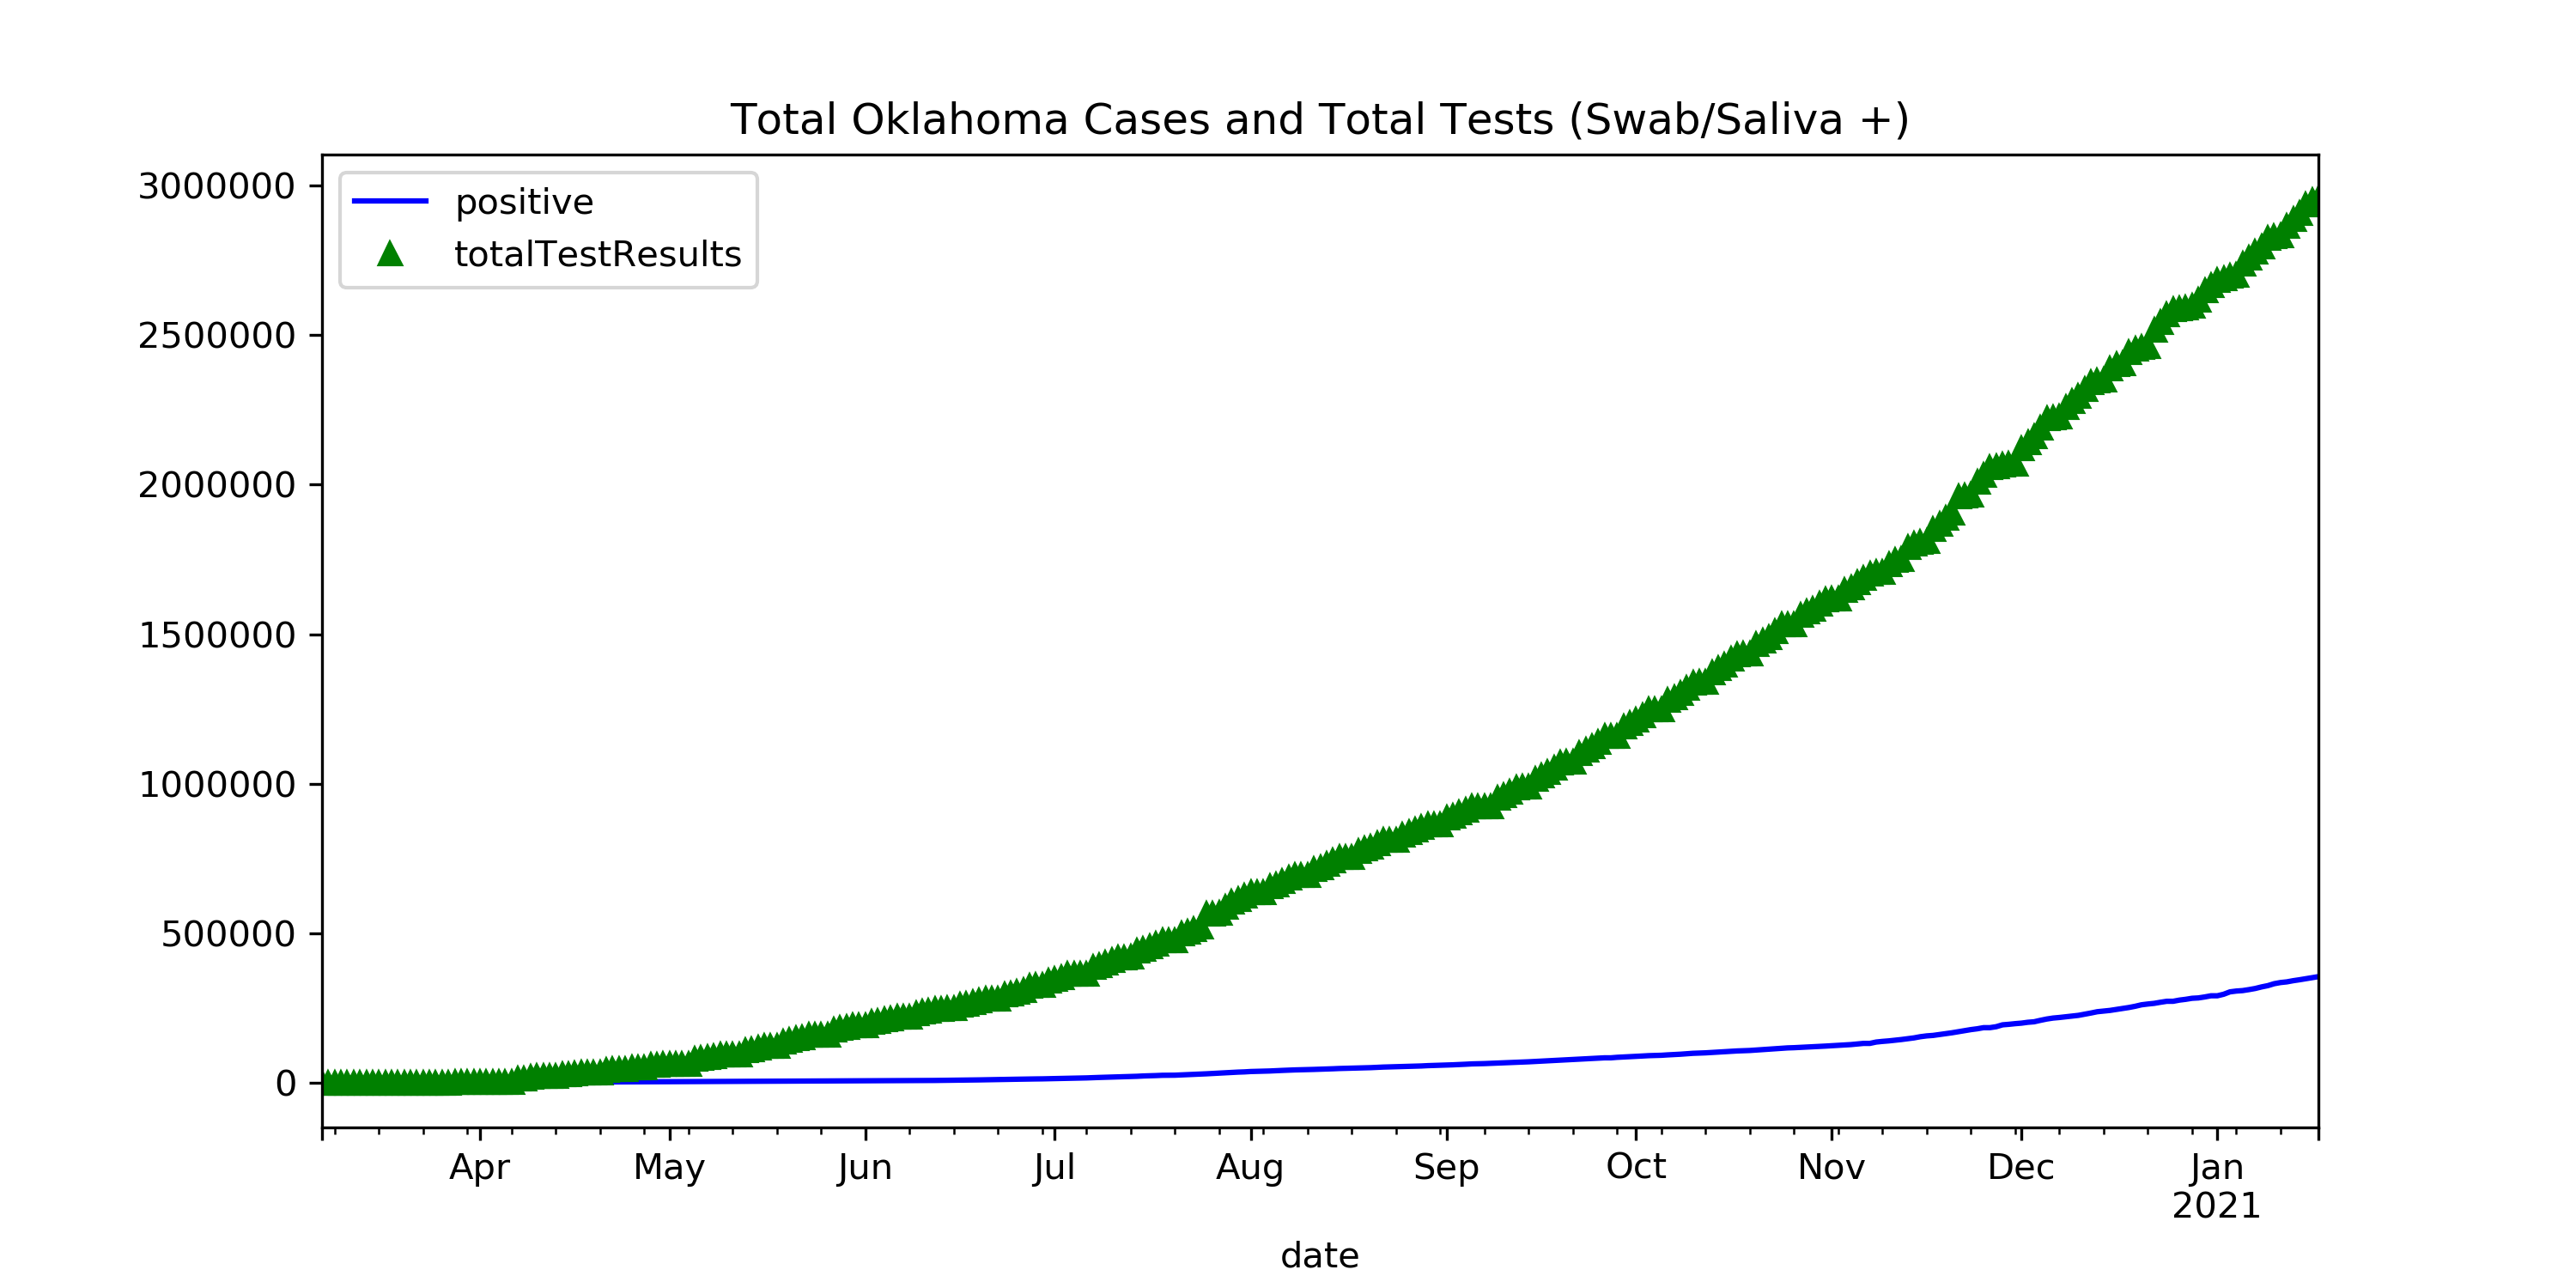 Total Oklahoma Cases and Total Tests (Swab/Saliva +)
positive
totalTestResults
3000000
2500000
2000000
1500000
1000000
500000
0
Apr May Jun Jul Aug Sep Oct Nov Dec Jan
2021
date